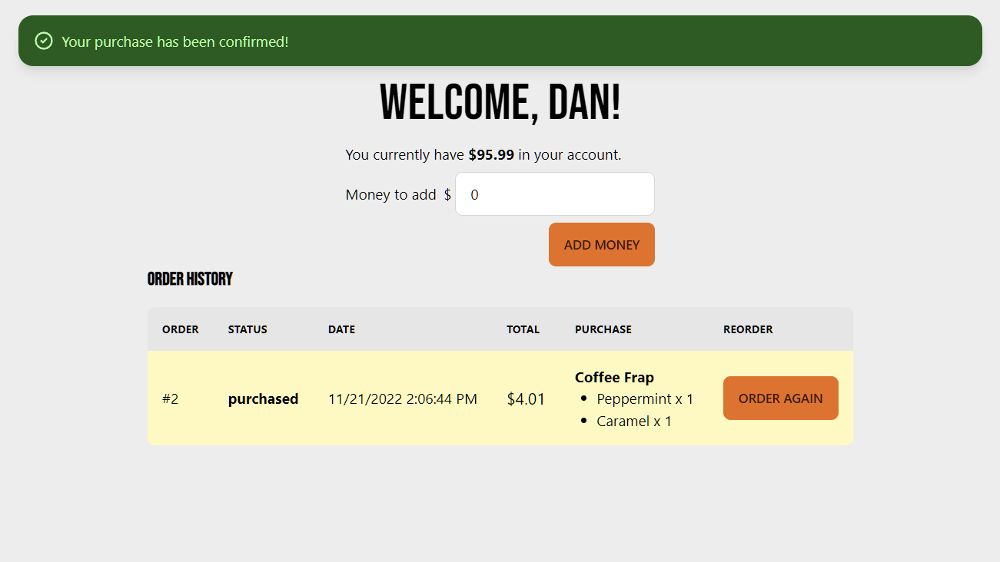 Your purchase has been confirmed!
WELCOME, DAN!
You currently have $95.99 in your account.
Money to add $ 0
ADD MONEY
ORDER HISTORY
ORDER STATUS DATE TOTAL PURCHASE REORDER
#2 purchased 11/21/2022 2:06:44 PM $4.01 Coffee Frap
Peppermint x 1
Caramel x 1
ORDER AGAIN